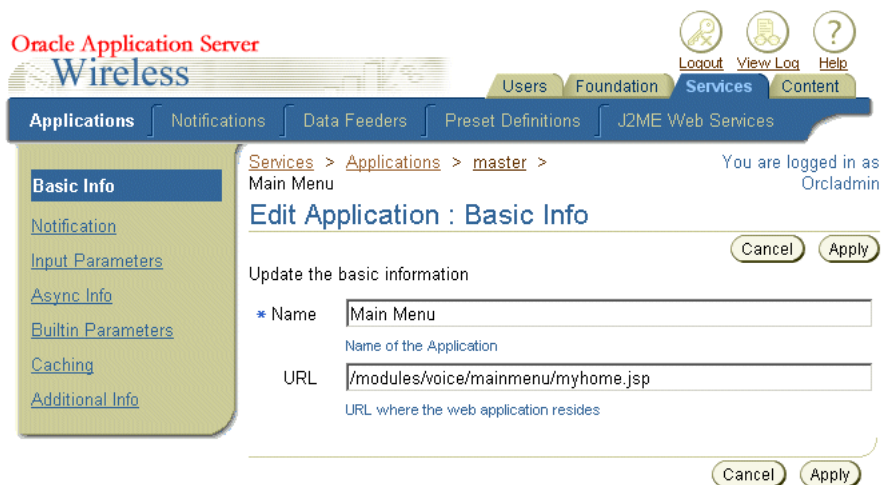 Oracle Application Server
Wireless
Logout View Log Help
Users Foundation Services Content
Applications Notifications Data Feeders Preset Definitions J2ME Web Services
Basic Info
Notification
Input Parameters
Async Info
Builtin Parameters
Caching
Additional Info
Services > Applications > master >
Main Menu
You are logged in as
Orcladmin
Edit Application : Basic Info
Cancel Apply
Update the basic information
* Name Main Menu
Name of the Application
URL /modules/voice/mainmenu/myhome.jsp
URL where the web application resides
Cancel Apply